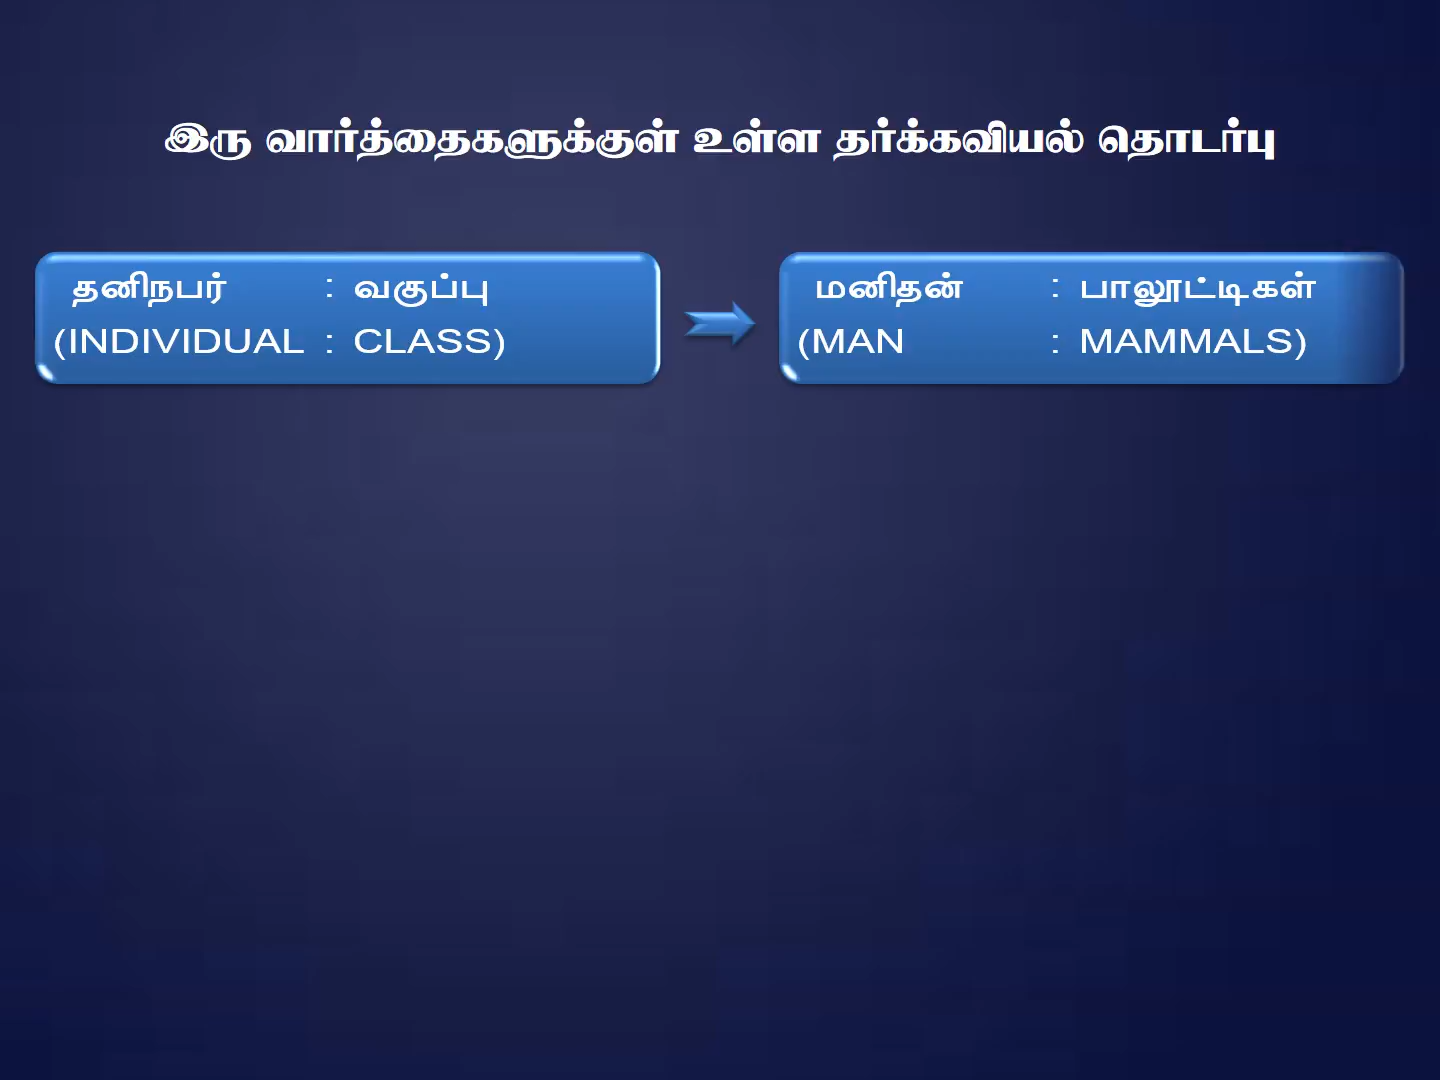 இரு வார்த்தைகளுக்குள் உள்ள தர்க்கவியல் தொடர்பு
தனிநபர் : வகுப்பு
(INDIVIDUAL : CLASS)
மனிதன் : பாலூட்டிகள்
(MAN : MAMMALS)